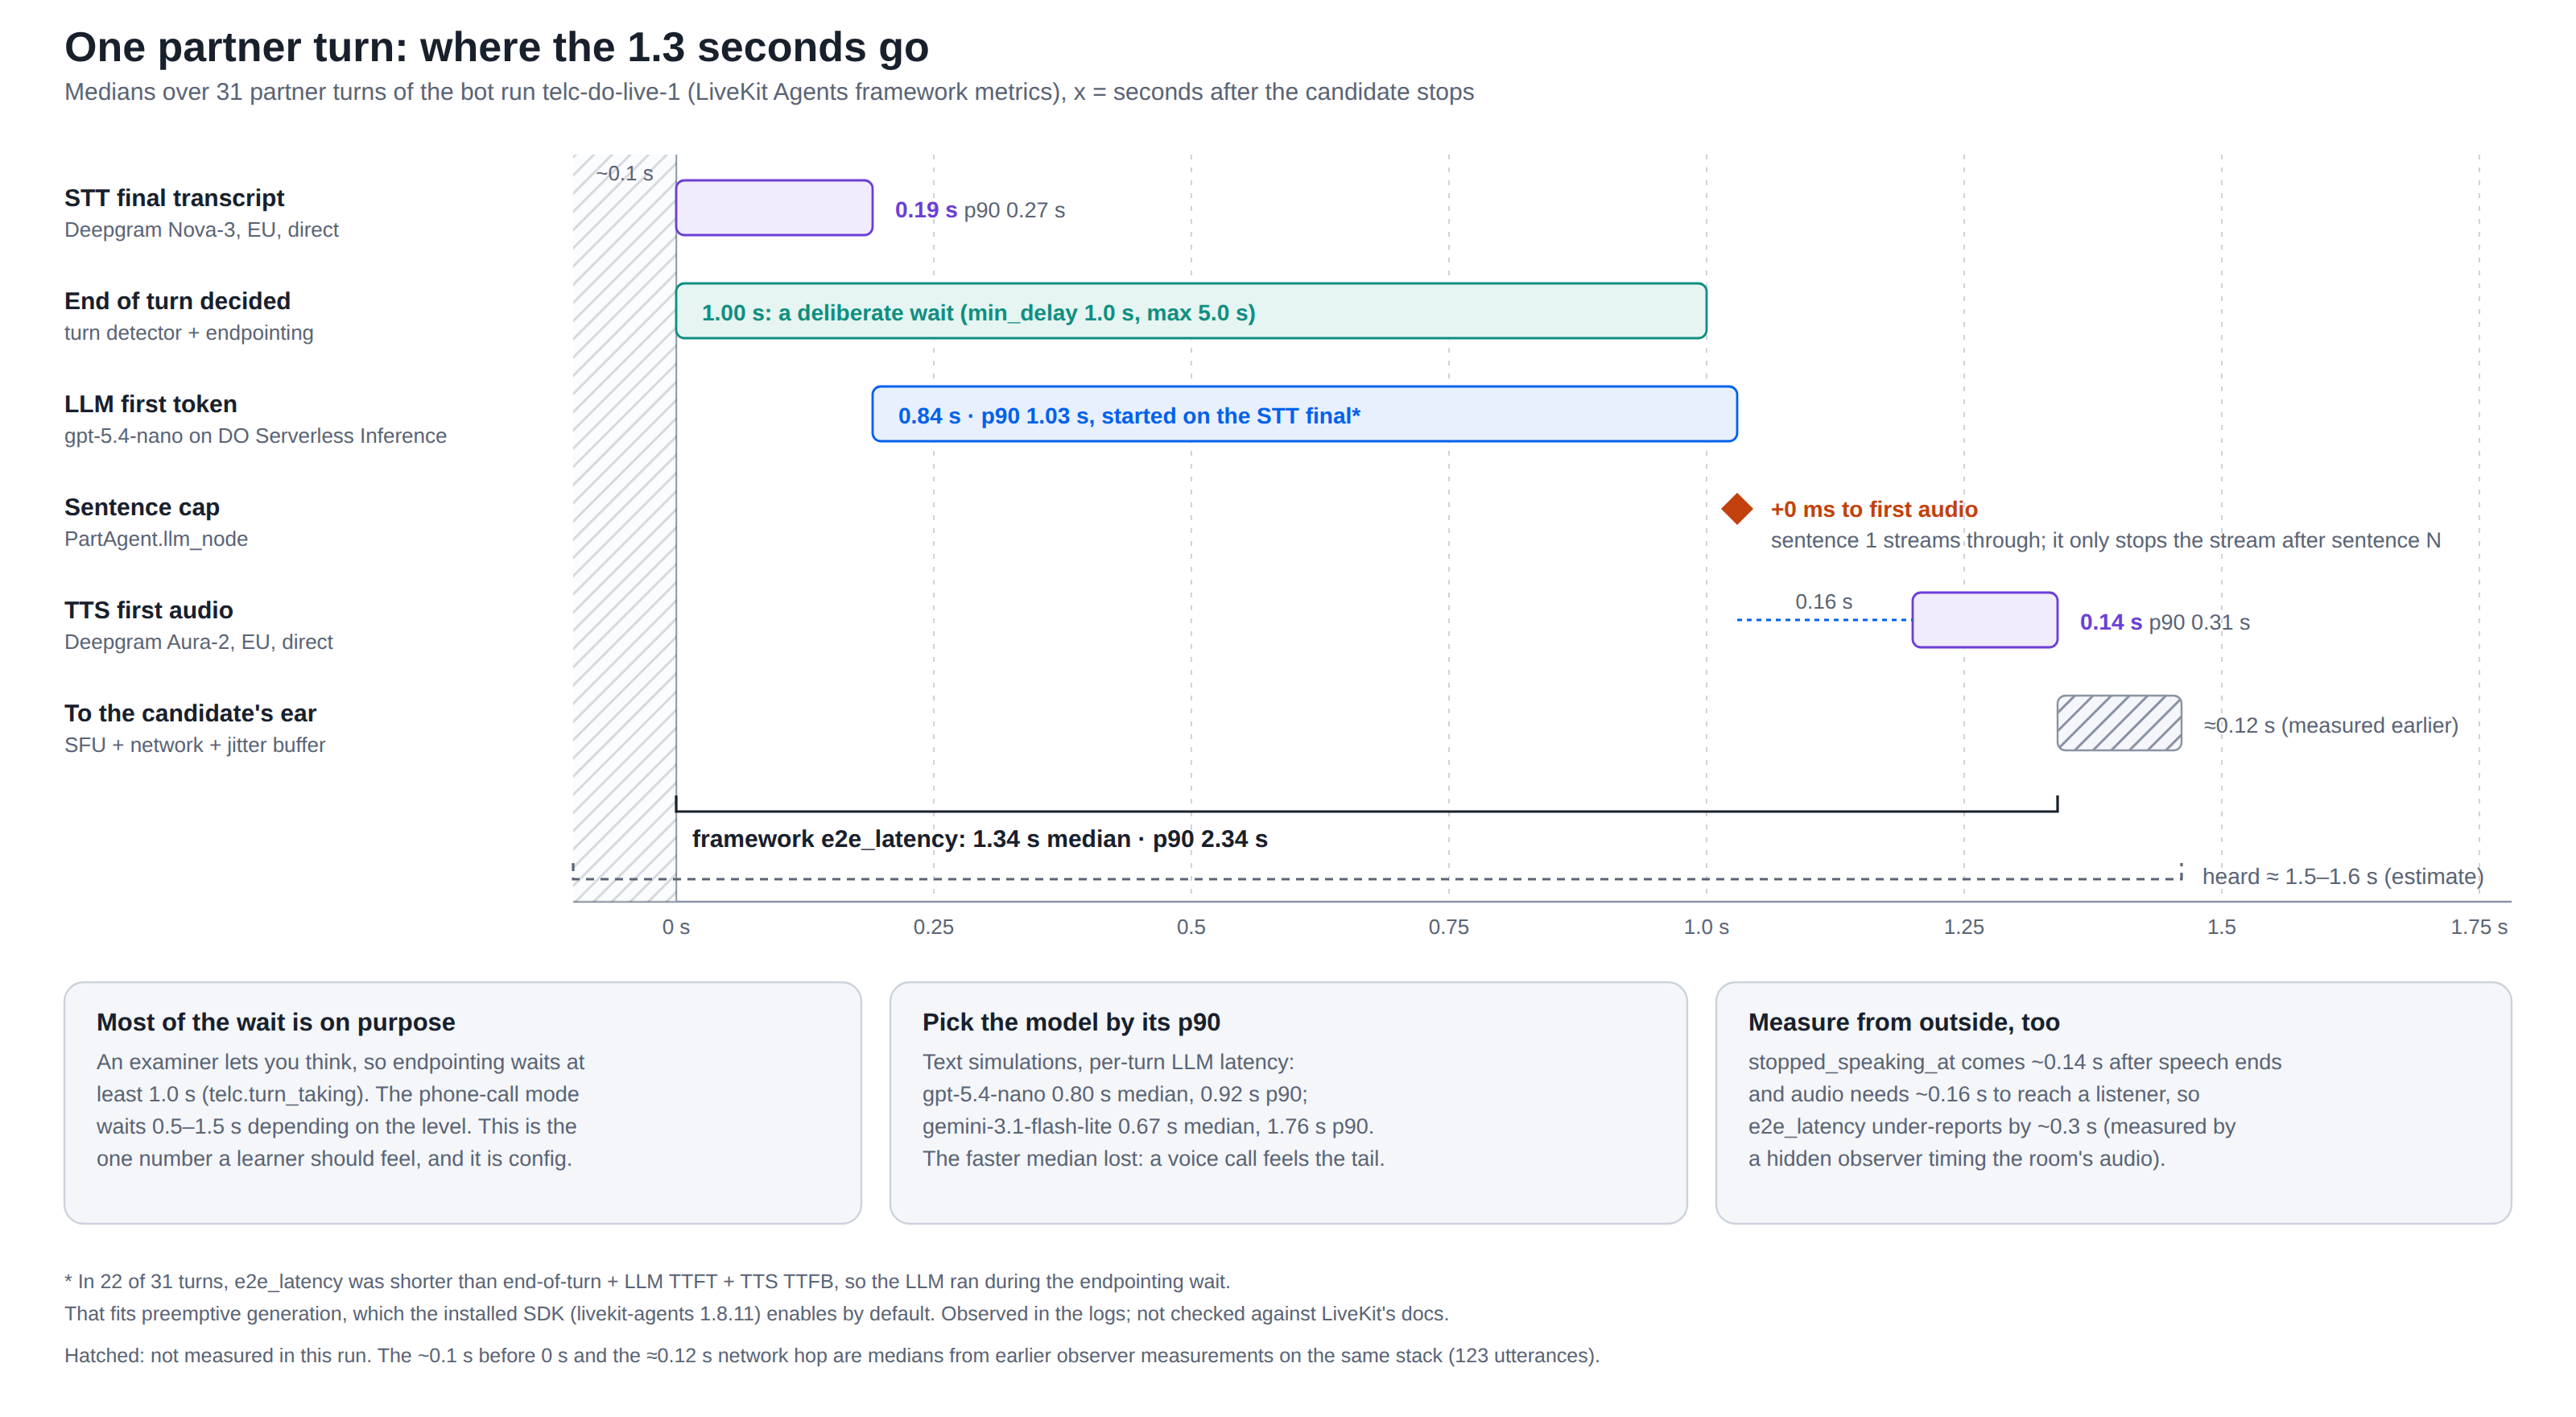 One partner turn: where the 1.3 seconds go
Medians over 31 partner turns of the bot run telc-do-live-1 (LiveKit Agents framework metrics), x = seconds after the candidate stops
~0.1 s
STT final transcript
Deepgram Nova-3, EU, direct
0.19 s p90 0.27 s
End of turn decided
turn detector + endpointing
1.00 s: a deliberate wait (min_delay 1.0 s, max 5.0 s)
LLM first token
gpt-5.4-nano on DO Serverless Inference
0.84 s · p90 1.03 s, started on the STT final*
Sentence cap
PartAgent.llm_node
+0 ms to first audio
sentence 1 streams through; it only stops the stream after sentence N
TTS first audio
Deepgram Aura-2, EU, direct
0.16 s
0.14 s p90 0.31 s
To the candidate's ear
SFU + network + jitter buffer
≈0.12 s (measured earlier)
framework e2e_latency: 1.34 s median · p90 2.34 s
heard ≈ 1.5–1.6 s (estimate)
0 s 0.25 0.5 0.75 1.0 s 1.25 1.5 1.75 s
Most of the wait is on purpose
An examiner lets you think, so endpointing waits at
least 1.0 s (telc.turn_taking). The phone-call mode
waits 0.5–1.5 s depending on the level. This is the
one number a learner should feel, and it is config.
Pick the model by its p90
Text simulations, per-turn LLM latency:
gpt-5.4-nano 0.80 s median, 0.92 s p90;
gemini-3.1-flash-lite 0.67 s median, 1.76 s p90.
The faster median lost: a voice call feels the tail.
Measure from outside, too
stopped_speaking_at comes ~0.14 s after speech ends
and audio needs ~0.16 s to reach a listener, so
e2e_latency under-reports by ~0.3 s (measured by
a hidden observer timing the room's audio).
* In 22 of 31 turns, e2e_latency was shorter than end-of-turn + LLM TTFT + TTS TTFB, so the LLM ran during the endpointing wait.
That fits preemptive generation, which the installed SDK (livekit-agents 1.8.11) enables by default. Observed in the logs; not checked against LiveKit's docs.
Hatched: not measured in this run. The ~0.1 s before 0 s and the ≈0.12 s network hop are medians from earlier observer measurements on the same stack (123 utterances).